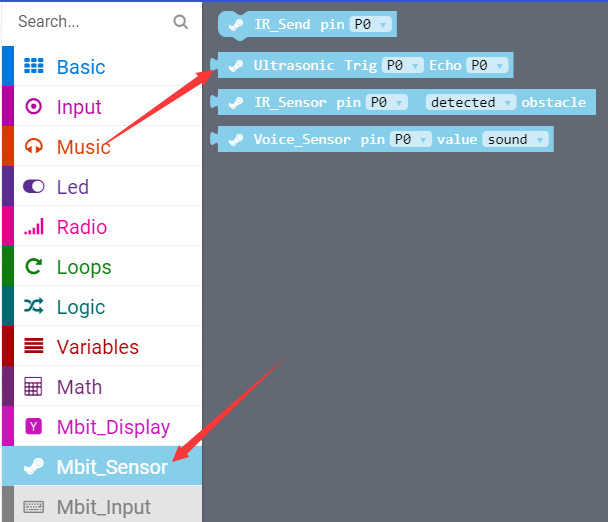 Search...
Basic
Input
Music
Led
Radio
Loops
Logic
Variables
Math
Y Mbit_Display
Mbit_Sensor
Mbit_Input
IR_Send pin P0
Ultrasonic Trig P0 Echo P0
IR_Sensor pin P0 detected obstacle
Voice_Sensor pin P0 value sound